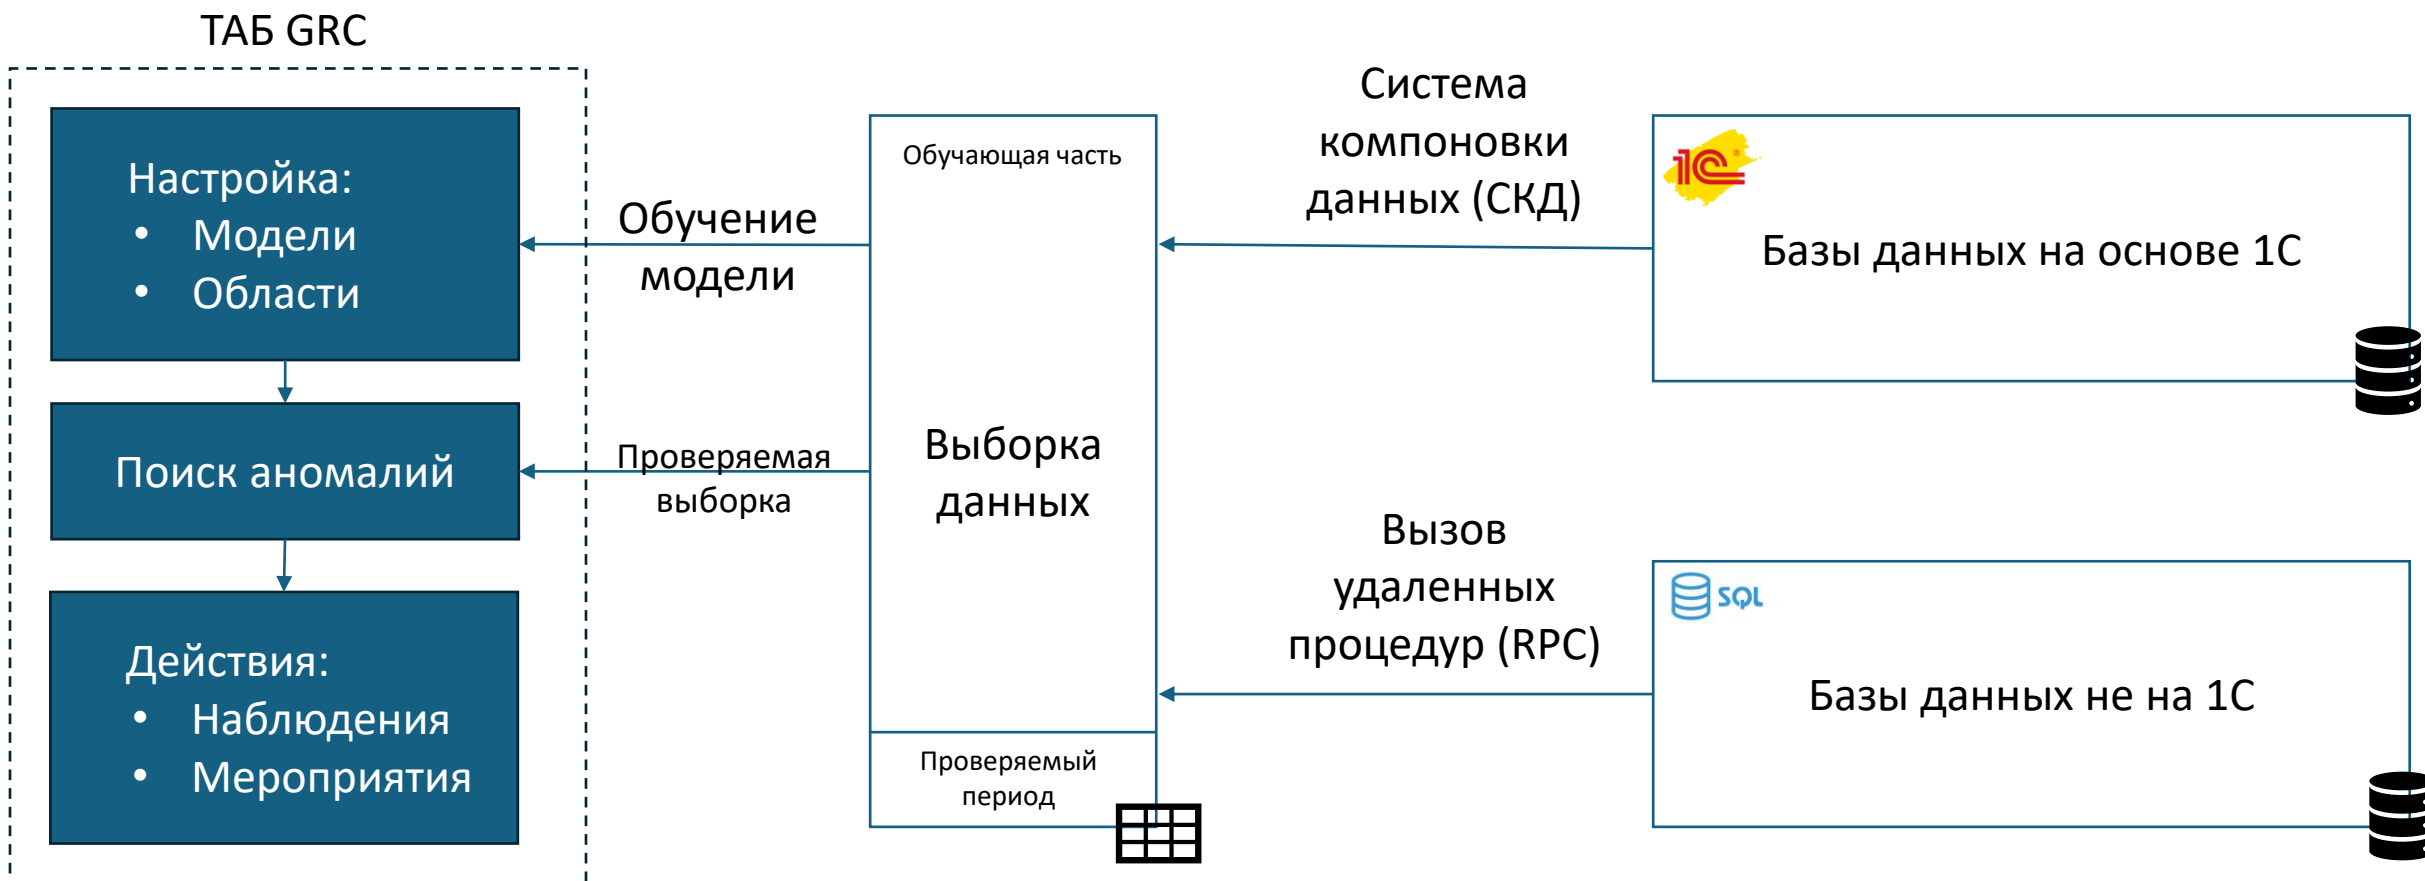 ТАБ GRC
Настройка:
• Модели
• Области
Поиск аномалий
Действия:
• Наблюдения
• Мероприятия
Обучение
модели
Проверяемая
выборка
Обучающая часть
Выборка
данных
Проверяемый
период
Система
компоновки
данных (СКД)
Вызов
удаленных
процедур (RPC)
1С
Базы данных на основе 1С
SQL
Базы данных не на 1С